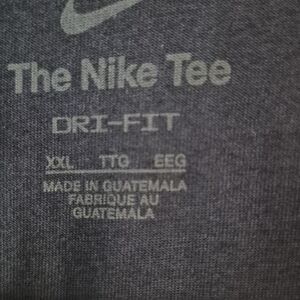 The Nike Tee
DRI-FIT
XXL TTG EEG
MADE IN GUATEMALA
FABRIQUE AU
GUATEMALA